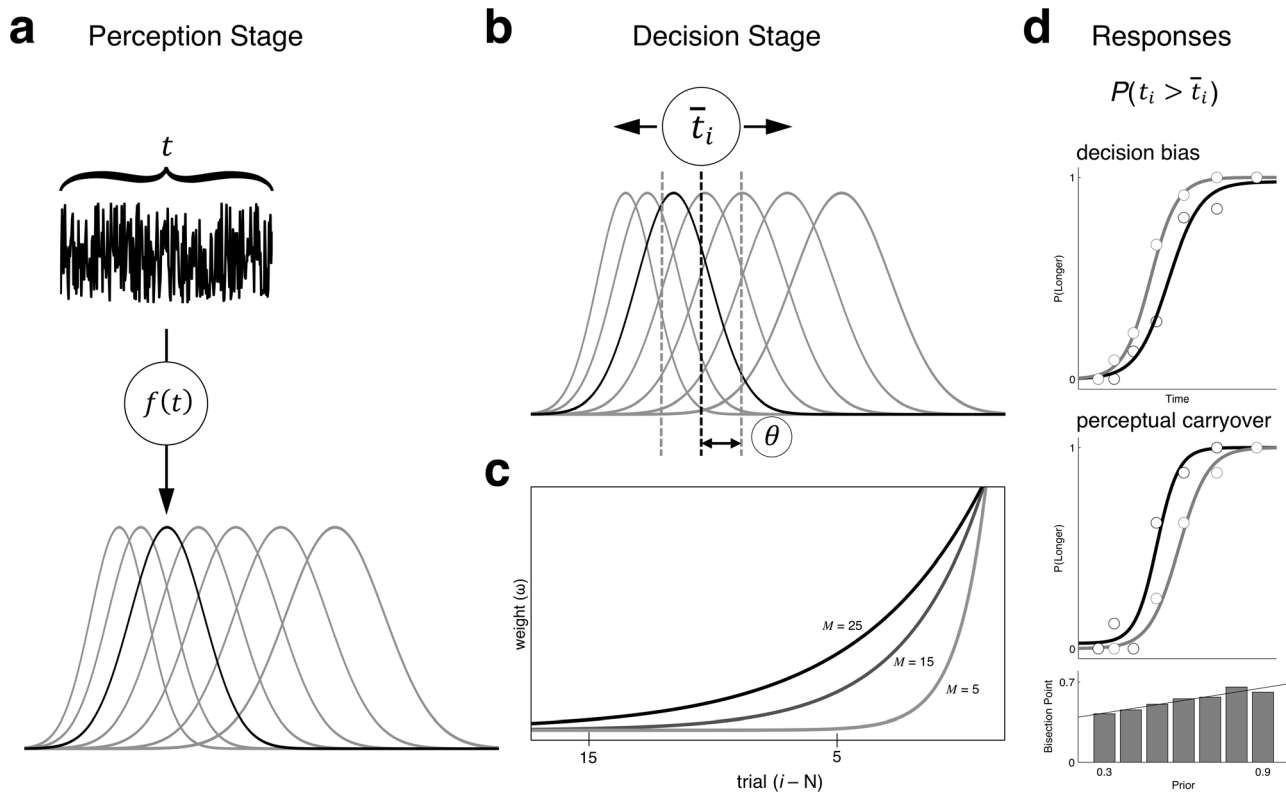 a Perception Stage
t
f(t)
b Decision Stage
t̄ᵢ
θ
c
weight (ω)
M = 25
M = 15
M = 5
15 5
trial (i – N)
d Responses
P(tᵢ > t̄ᵢ)
decision bias
1
P(Longer)
0
Time
perceptual carryover
1
P(Longer)
0
0.7
Bisection Point
0
0.3 0.9
Prior